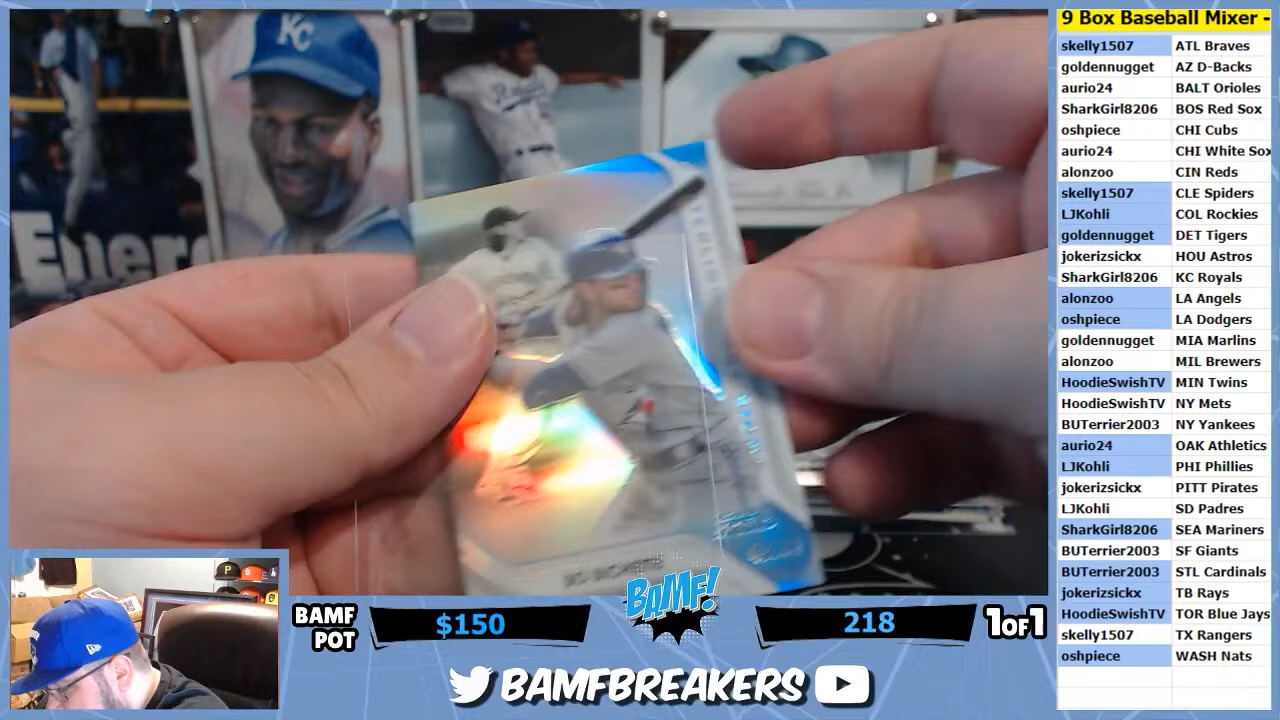 9 Box Baseball Mixer -
skelly1507 ATL Braves
goldennugget AZ D-Backs
aurio24 BALT Orioles
SharkGirl8206 BOS Red Sox
oshpiece CHI Cubs
aurio24 CHI White Sox
alonzoo CIN Reds
skelly1507 CLE Spiders
LJKohli COL Rockies
goldennugget DET Tigers
jokerizsickx HOU Astros
SharkGirl8206 KC Royals
alonzoo LA Angels
oshpiece LA Dodgers
goldennugget MIA Marlins
alonzoo MIL Brewers
HoodieSwishTV MIN Twins
HoodieSwishTV NY Mets
BUTerrier2003 NY Yankees
aurio24 OAK Athletics
LJKohli PHI Phillies
jokerizsickx PITT Pirates
LJKohli SD Padres
SharkGirl8206 SEA Mariners
BUTerrier2003 SF Giants
BUTerrier2003 STL Cardinals
jokerizsickx TB Rays
HoodieSwishTV TOR Blue Jays
skelly1507 TX Rangers
oshpiece WASH Nats
KC
Energ
BAMF POT
$150
BAMF!
218
1OF1
BAMFBREAKERS
P